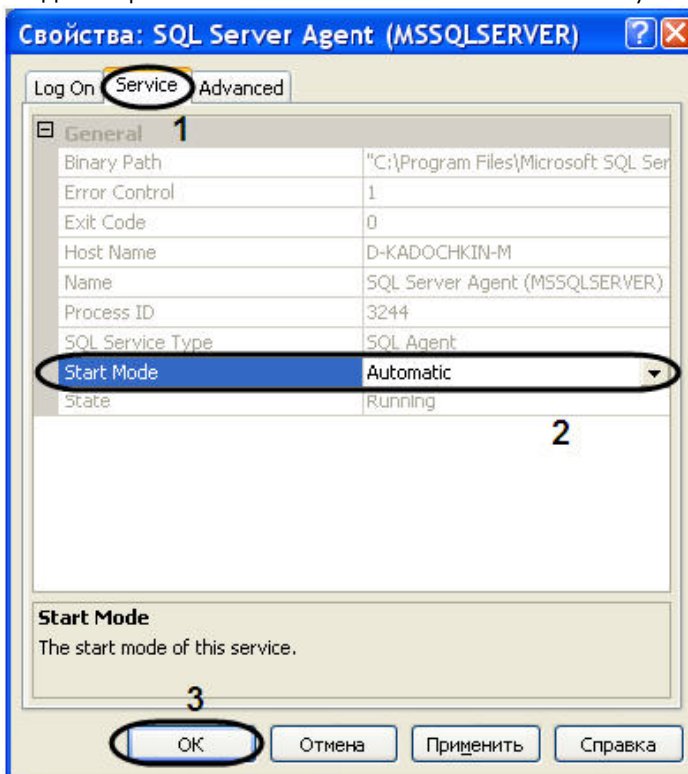 Свойства: SQL Server Agent (MSSQLSERVER)
Log On Service Advanced
1
General
Binary Path "C:\Program Files\Microsoft SQL Ser
Error Control 1
Exit Code 0
Host Name D-KADOCHKIN-M
Name SQL Server Agent (MSSQLSERVER)
Process ID 3244
SQL Service Type SQL Agent
Start Mode Automatic
State Running
2
Start Mode
The start mode of this service.
3
ОК Отмена Применить Справка